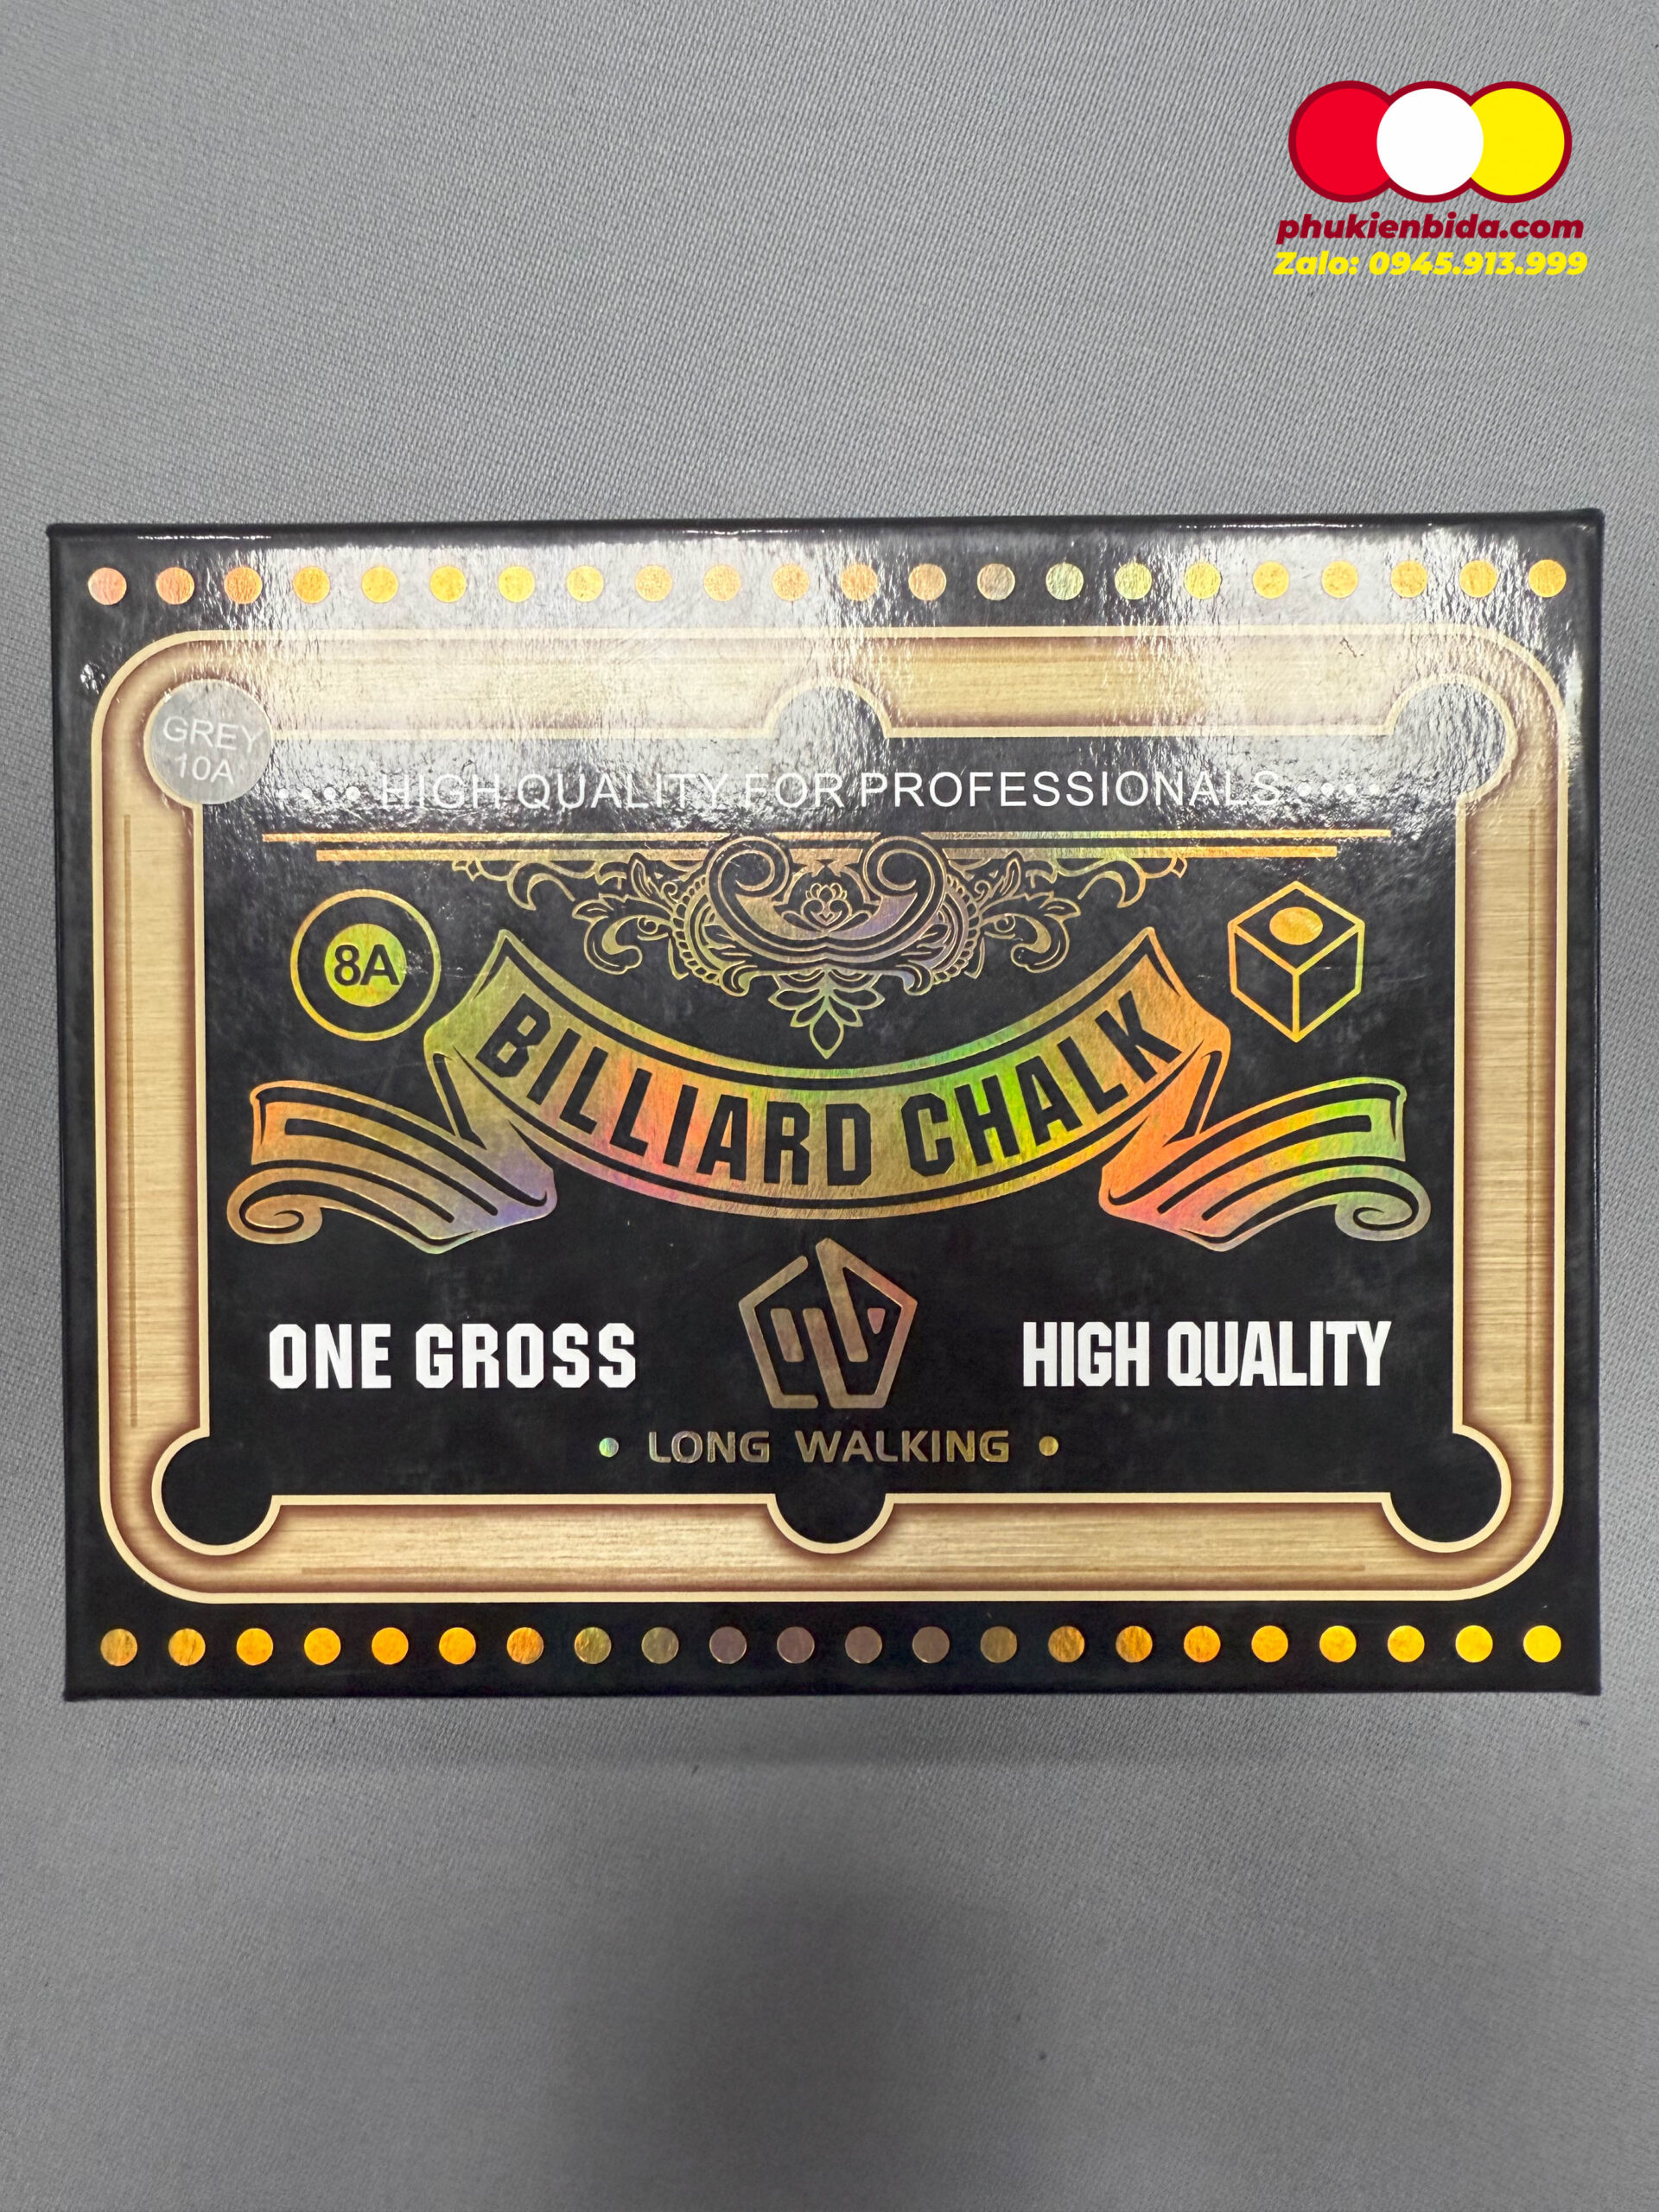 phukienbida.com
Zalo: 0945.913.999
GREY
10A
HIGH QUALITY FOR PROFESSIONALS
8A
BILLIARD CHALK
ONE GROSS
HIGH QUALITY
LONG WALKING